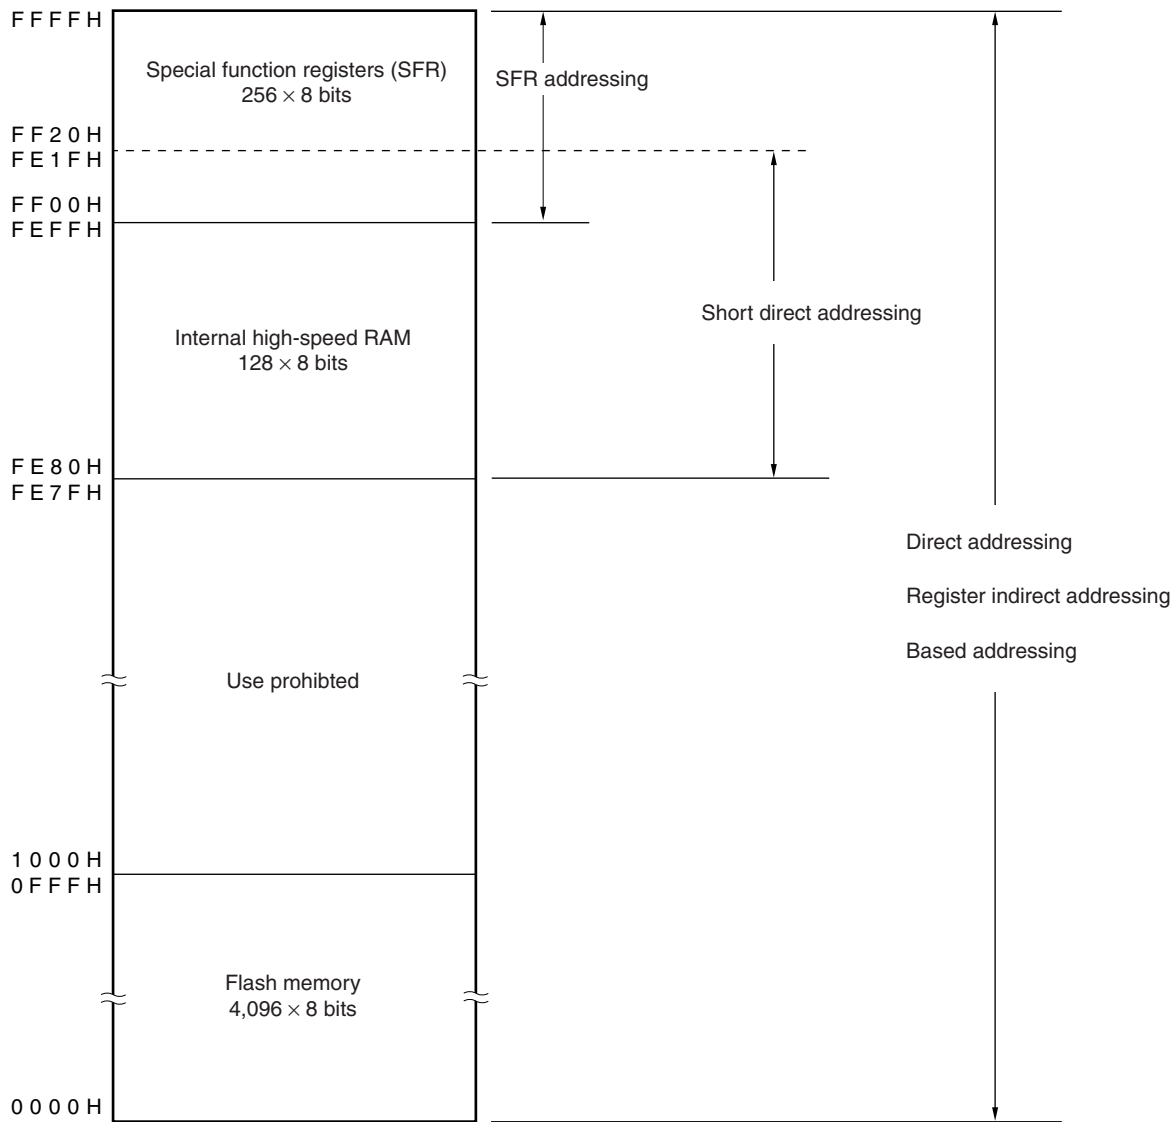 FFFFH
Special function registers (SFR)
256 × 8 bits
SFR addressing
FF20H
FE1FH
FF00H
FEFFH
Short direct addressing
Internal high-speed RAM
128 × 8 bits
FE80H
FE7FH
Direct addressing
Register indirect addressing
Based addressing
Use prohibted
1000H
0FFFH
Flash memory
4,096 × 8 bits
0000H